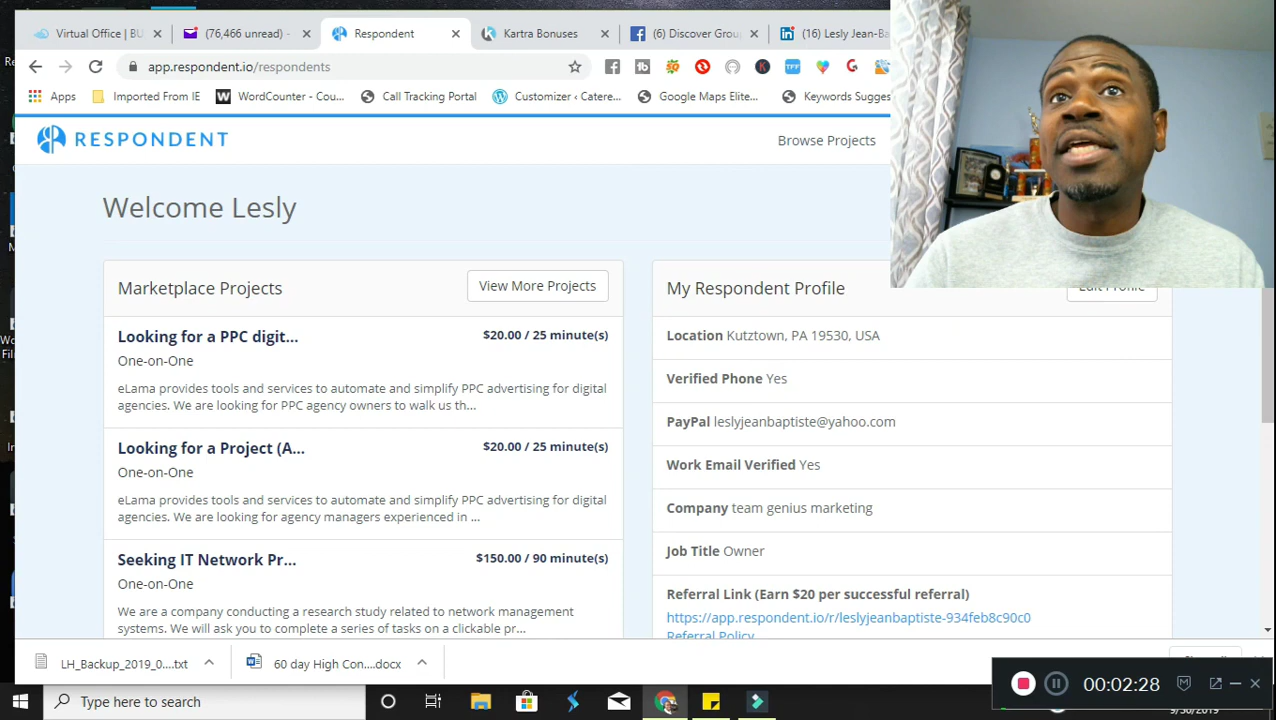 Virtual Office | BU
(76,466 unread) -
Respondent
Kartra Bonuses
(6) Discover Grou
(16) Lesly Jean-Ba
app.respondent.io/respondents
Apps
Imported From IE
WordCounter - Cou...
Call Tracking Portal
Customizer ‹ Catere...
Google Maps Elite...
Keywords Sugges
RESPONDENT
Browse Projects
Welcome Lesly
Marketplace Projects
View More Projects
Looking for a PPC digit...
$20.00 / 25 minute(s)
One-on-One
eLama provides tools and services to automate and simplify PPC advertising for digital
agencies. We are looking for PPC agency owners to walk us th...
Looking for a Project (A...
$20.00 / 25 minute(s)
One-on-One
eLama provides tools and services to automate and simplify PPC advertising for digital
agencies. We are looking for agency managers experienced in ...
Seeking IT Network Pr...
$150.00 / 90 minute(s)
One-on-One
We are a company conducting a research study related to network management
systems. We will ask you to complete a series of tasks on a clickable pr...
My Respondent Profile
Edit Profile
Location Kutztown, PA 19530, USA
Verified Phone Yes
PayPal leslyjeanbaptiste@yahoo.com
Work Email Verified Yes
Company team genius marketing
Job Title Owner
Referral Link (Earn $20 per successful referral)
https://app.respondent.io/r/leslyjeanbaptiste-934feb8c90c0
Referral Policy
LH_Backup_2019_0....txt
60 day High Con....docx
00:02:28
Type here to search
9/30/2019